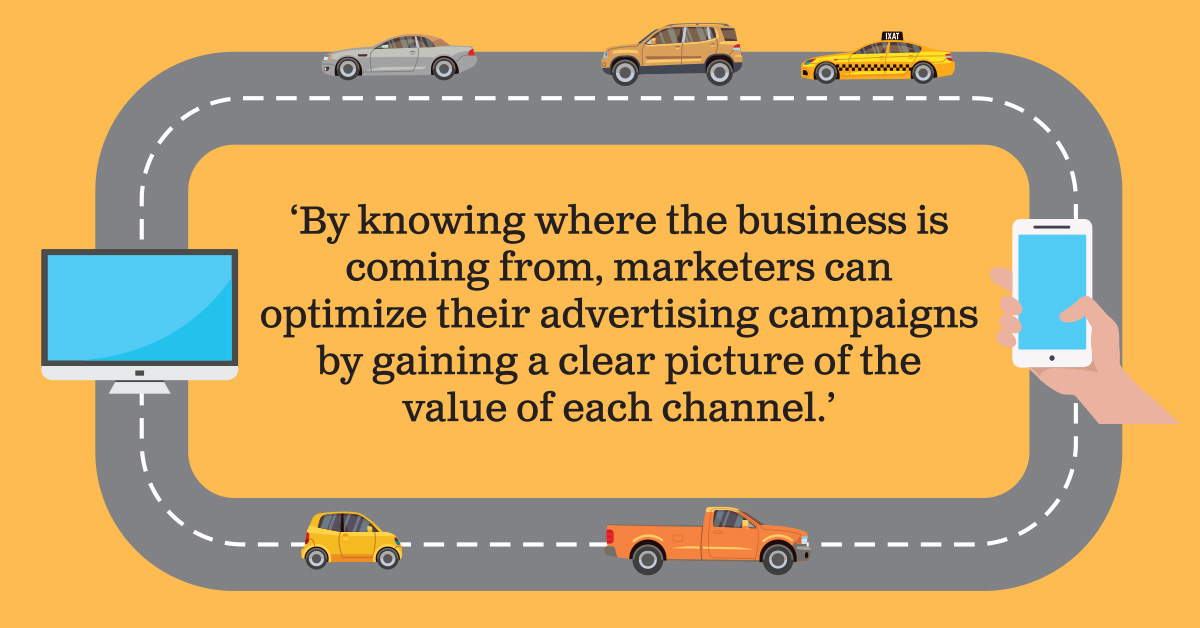 IXAT
‘By knowing where the business is
coming from, marketers can
optimize their advertising campaigns
by gaining a clear picture of the
value of each channel.’